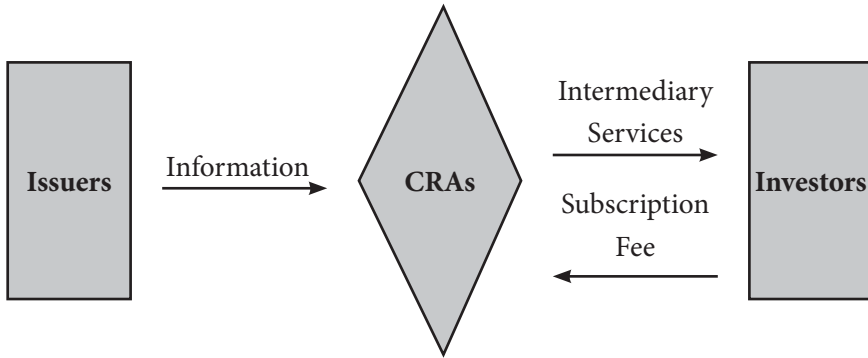 Issuers
Information
CRAs
Intermediary
Services
Subscription
Fee
Investors